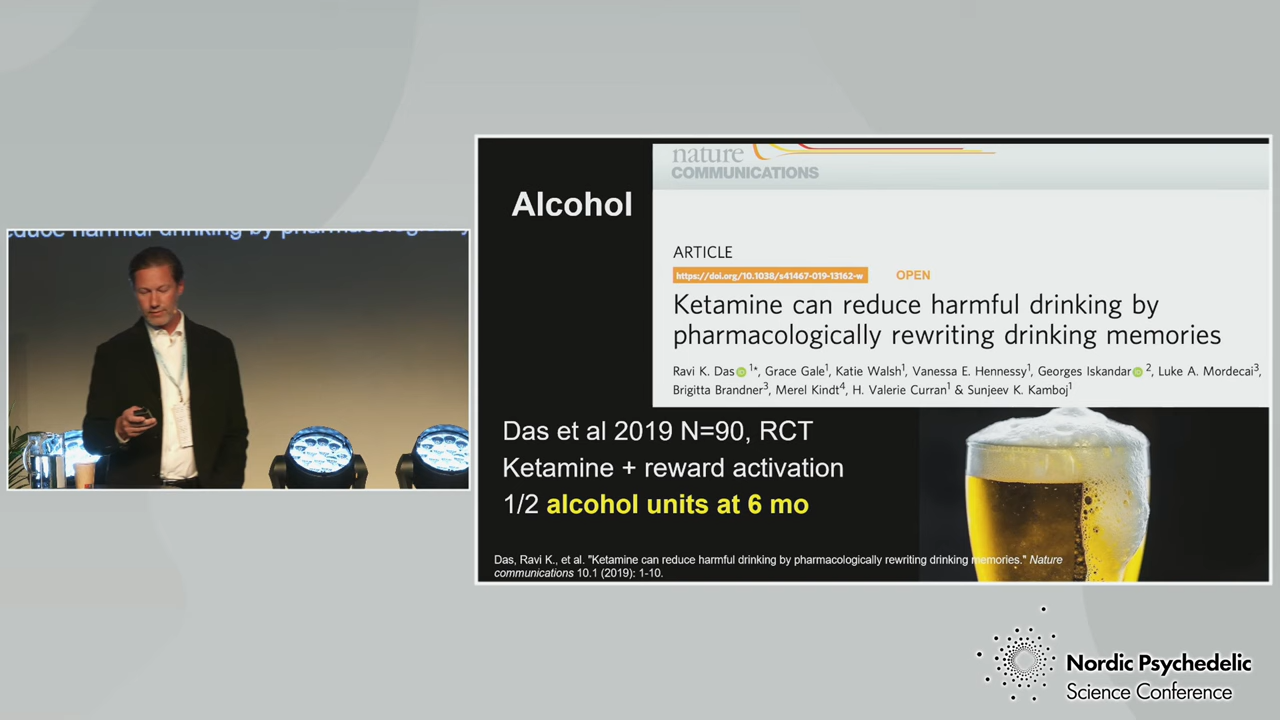 educe harmful drinking by pharmacologically
nature
COMMUNICATIONS
Alcohol
ARTICLE
https://doi.org/10.1038/s41467-019-13162-w
OPEN
Ketamine can reduce harmful drinking by
pharmacologically rewriting drinking memories
Ravi K. Das 1*, Grace Gale1, Katie Walsh1, Vanessa E. Hennessy1, Georges Iskandar 2, Luke A. Mordecai3,
Brigitta Brandner3, Merel Kindt4, H. Valerie Curran1 & Sunjeev K. Kamboj1
Das et al 2019 N=90, RCT
Ketamine + reward activation
1/2 alcohol units at 6 mo
Das, Ravi K., et al. "Ketamine can reduce harmful drinking by pharmacologically rewriting drinking memories." Nature
communications 10.1 (2019): 1-10.
Nordic Psychedelic
Science Conference